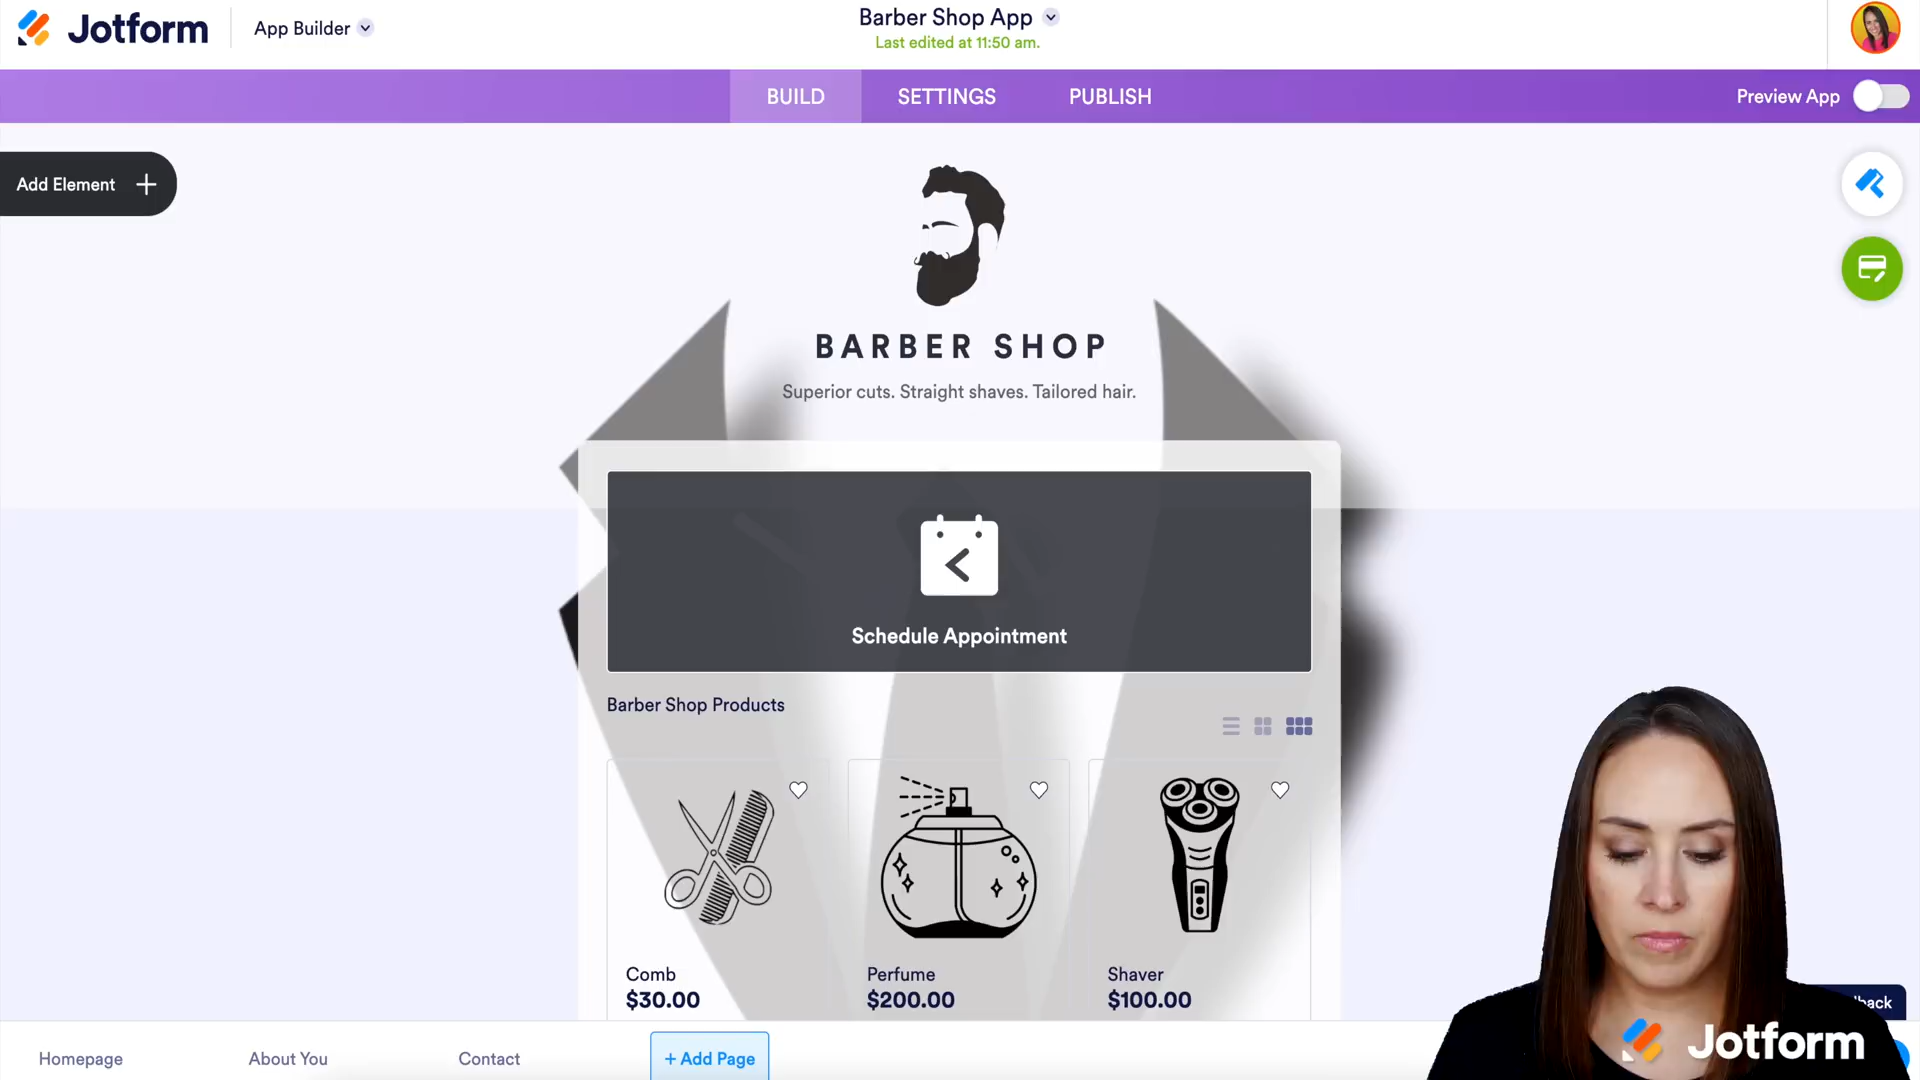 Jotform
App Builder
Barber Shop App
Last edited at 11:50 am.
BUILD
SETTINGS
PUBLISH
Preview App
Add Element
BARBER SHOP
Superior cuts. Straight shaves. Tailored hair.
Schedule Appointment
Barber Shop Products
Comb
$30.00
Perfume
$200.00
Shaver
$100.00
Homepage
About You
Contact
+ Add Page
Jotform